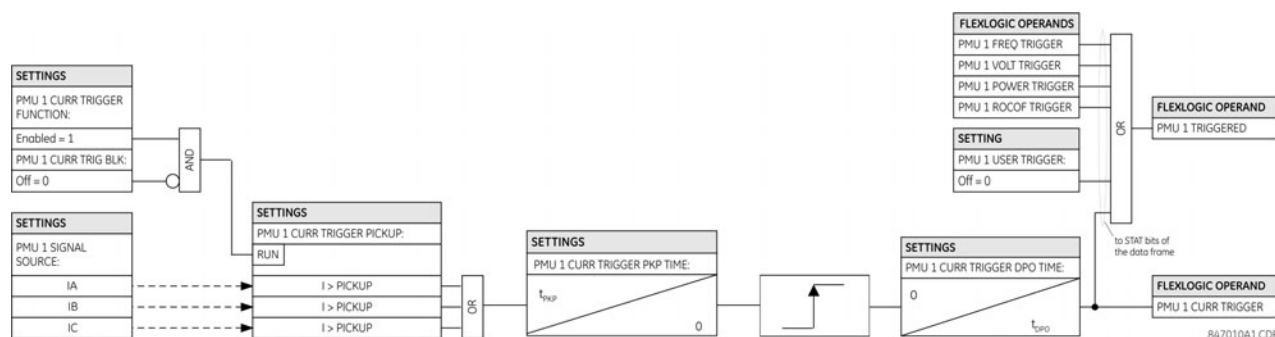 SETTINGS
PMU 1 CURR TRIGGER
FUNCTION:
Enabled = 1
PMU 1 CURR TRIG BLK:
Off = 0
AND
SETTINGS
PMU 1 SIGNAL
SOURCE:
IA
IB
IC
SETTINGS
PMU 1 CURR TRIGGER PICKUP:
RUN
I > PICKUP
I > PICKUP
I > PICKUP
OR
SETTINGS
PMU 1 CURR TRIGGER PKP TIME:
tPKP
0
SETTINGS
PMU 1 CURR TRIGGER DPO TIME:
0
tDPO
FLEXLOGIC OPERANDS
PMU 1 FREQ TRIGGER
PMU 1 VOLT TRIGGER
PMU 1 POWER TRIGGER
PMU 1 ROCOF TRIGGER
SETTING
PMU 1 USER TRIGGER:
Off = 0
OR
to STAT bits of
the data frame
FLEXLOGIC OPERAND
PMU 1 TRIGGERED
FLEXLOGIC OPERAND
PMU 1 CURR TRIGGER
847010A1.CDR